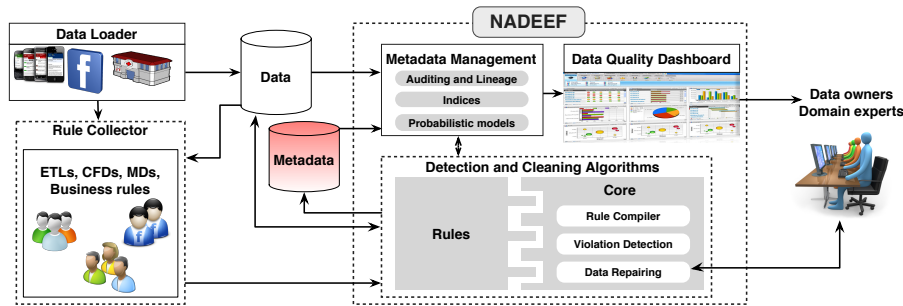 NADEEF
Data Loader
Data
Metadata Management
Auditing and Lineage
Indices
Probabilistic models
Data Quality Dashboard
Data owners
Domain experts
Rule Collector
ETLs, CFDs, MDs,
Business rules
Metadata
Detection and Cleaning Algorithms
Rules
Core
Rule Compiler
Violation Detection
Data Repairing